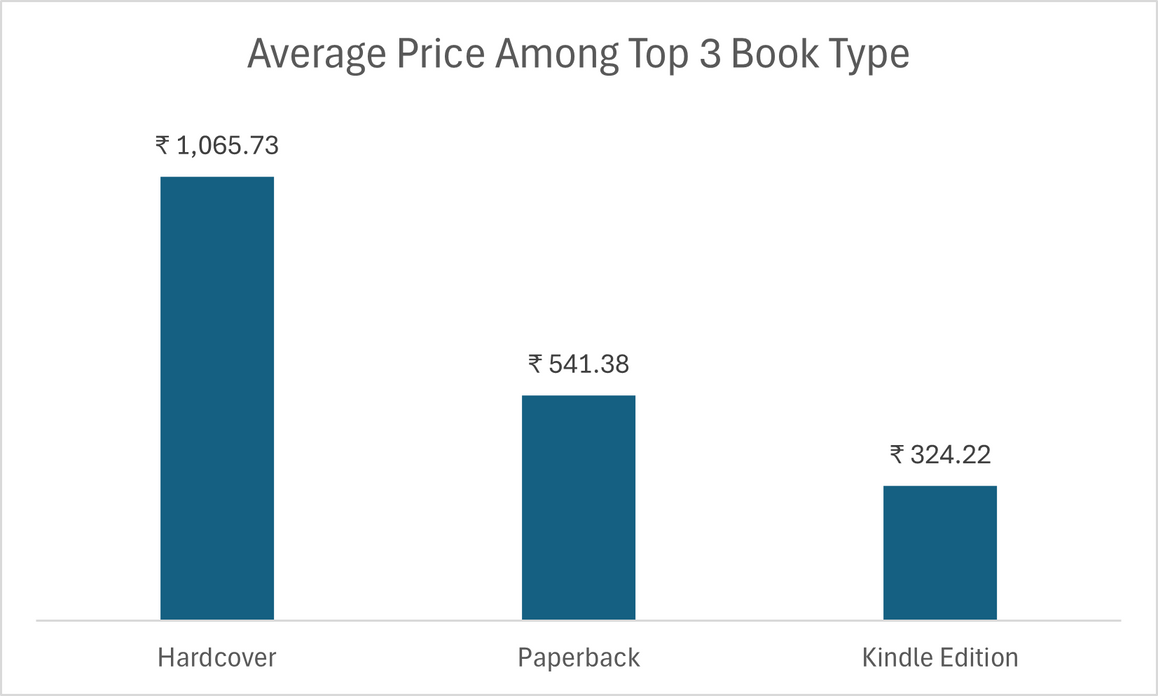 Average Price Among Top 3 Book Type
₹ 1,065.73
₹ 541.38
₹ 324.22
Hardcover
Paperback
Kindle Edition